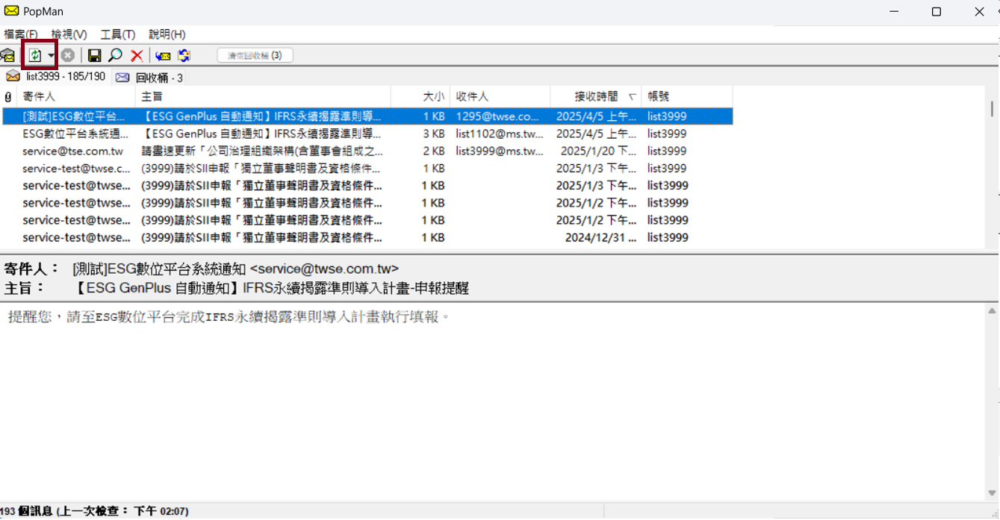 PopMan
檔案(F) 檢視(V) 工具(T) 說明(H)
清空回收桶 (3)
list3999 - 185/190 回收桶 - 3
寄件人 主旨 大小 收件人 接收時間 帳號
[測試]ESG數位平台... 【ESG GenPlus 自動通知】IFRS永續揭露準則導... 1 KB 1295@twse.co... 2025/4/5 上午... list3999
ESG數位平台系統通... 【ESG GenPlus 自動通知】IFRS永續揭露準則導... 3 KB list1102@ms.tw... 2025/4/5 上午... list3999
service@tse.com.tw 請盡速更新「公司治理組織架構(含董事會組成之... 2 KB list3999@ms.tw... 2025/1/20 下... list3999
service-test@twse.c... (3999)請於SII申報「獨立董事聲明書及資格條件... 1 KB 2025/1/3 下午... list3999
service-test@twse... (3999)請於SII申報「獨立董事聲明書及資格條件... 1 KB 2025/1/3 下午... list3999
service-test@twse... (3999)請於SII申報「獨立董事聲明書及資格條件... 1 KB 2025/1/2 下午... list3999
service-test@twse... (3999)請於SII申報「獨立董事聲明書及資格條件... 1 KB 2025/1/2 下午... list3999
service-test@twse... (3999)請於SII申報「獨立董事聲明書及資格條件... 1 KB 2024/12/31 ... list3999
寄件人： [測試]ESG數位平台系統通知 <service@twse.com.tw>
主旨： 【ESG GenPlus 自動通知】IFRS永續揭露準則導入計畫-申報提醒
提醒您，請至ESG數位平台完成IFRS永續揭露準則導入計畫執行填報。
193 個訊息 (上一次檢查： 下午 02:07)